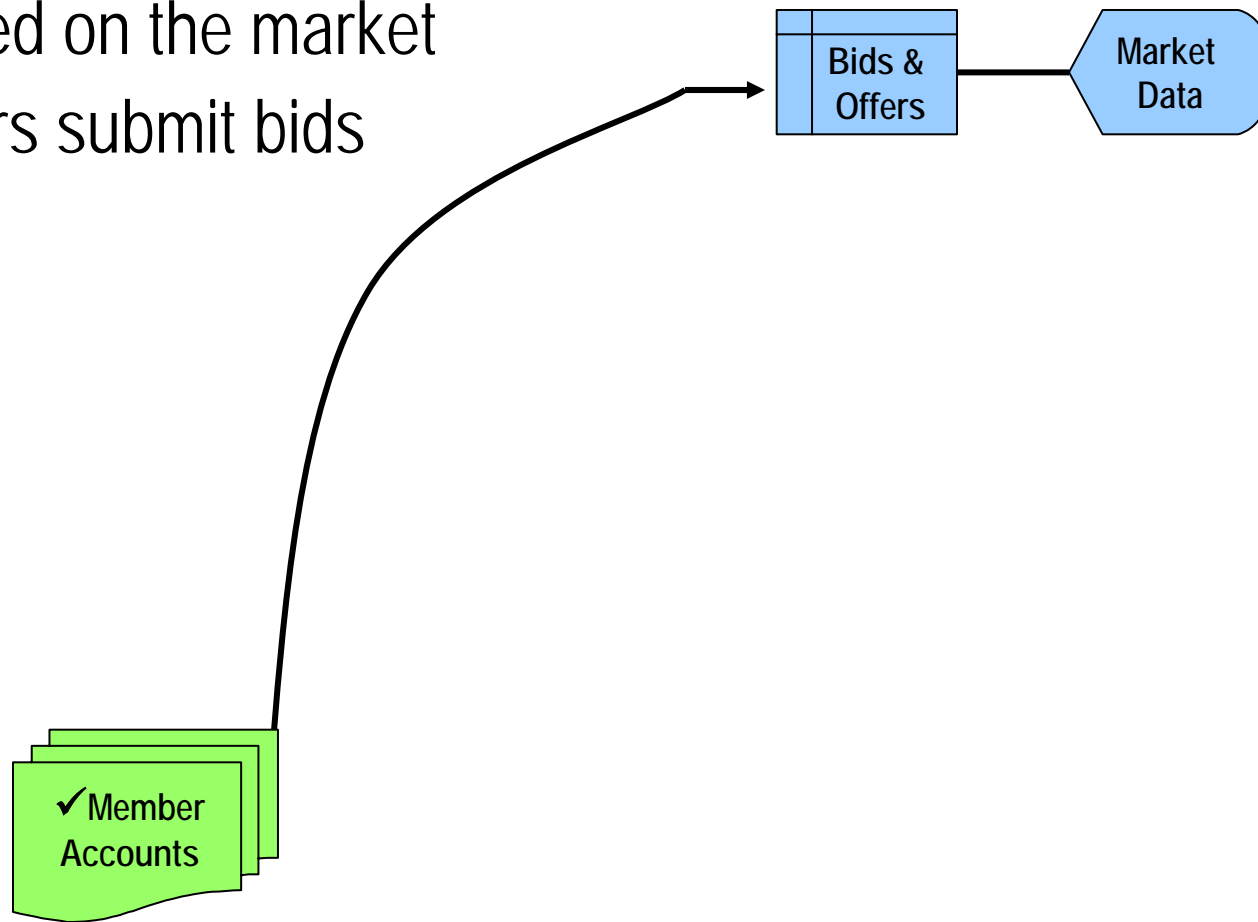 ed on the market
rs submit bids
Bids &
Offers
Market
Data
✓Member
Accounts